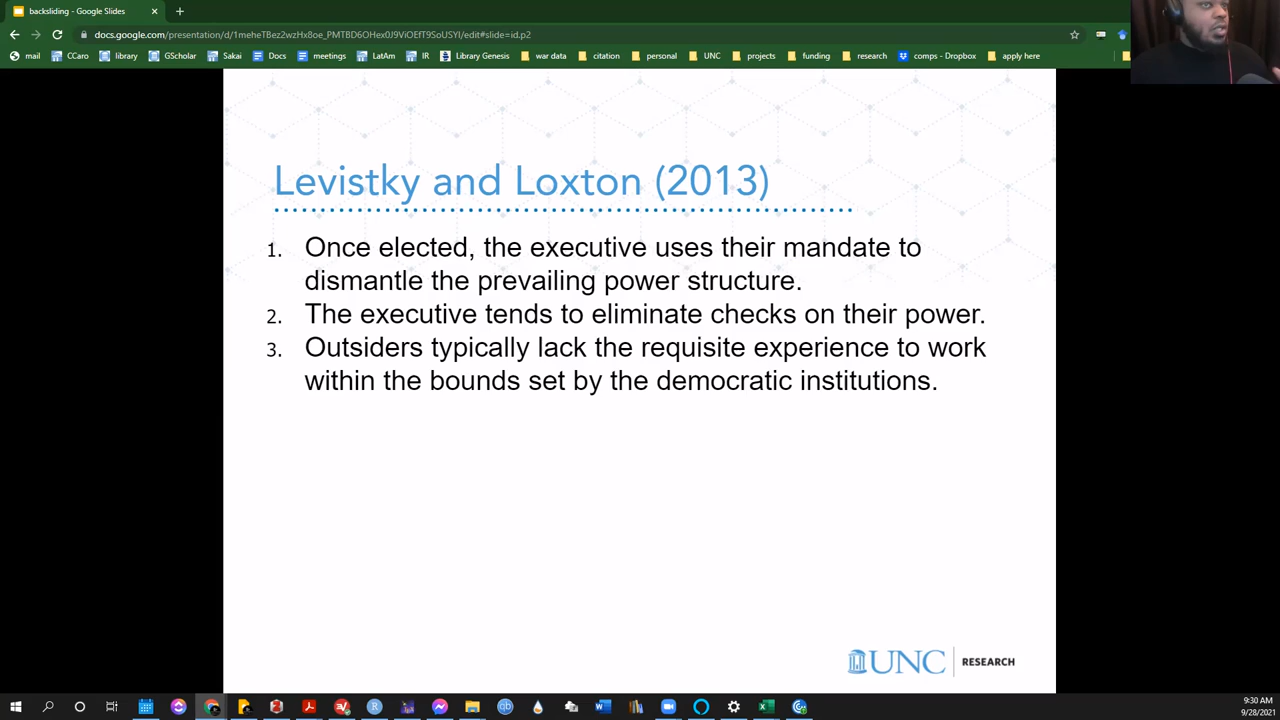 backsliding - Google Slides
docs.google.com/presentation/d/1meheTBez2wzHx8oe_PMTBD6OHex0J9ViOEfT9SoUSYI/edit#slide=id.p2
mail CCaro library GScholar Sakai Docs meetings LatAm IR Library Genesis war data citation personal UNC projects funding research comps - Dropbox apply here
Levistky and Loxton (2013)
1. Once elected, the executive uses their mandate to
dismantle the prevailing power structure.
2. The executive tends to eliminate checks on their power.
3. Outsiders typically lack the requisite experience to work
within the bounds set by the democratic institutions.
UNC RESEARCH
9:30 AM
9/28/2021